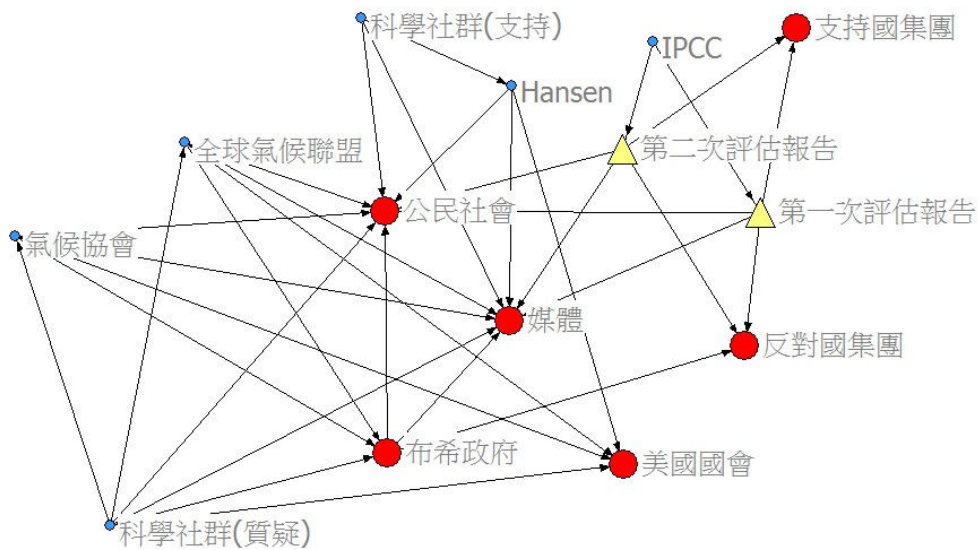 科學社群(支持)
支持國集團
IPCC
Hansen
全球氣候聯盟
第二次評估報告
公民社會
第一次評估報告
氣候協會
媒體
反對國集團
布希政府
美國國會
科學社群(質疑)